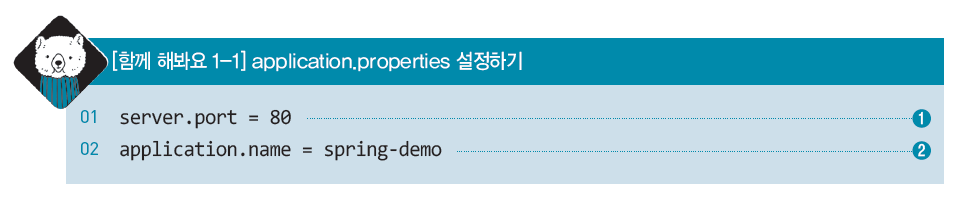 [함께 해봐요 1-1] application.properties 설정하기
01 server.port = 80 1
02 application.name = spring-demo 2